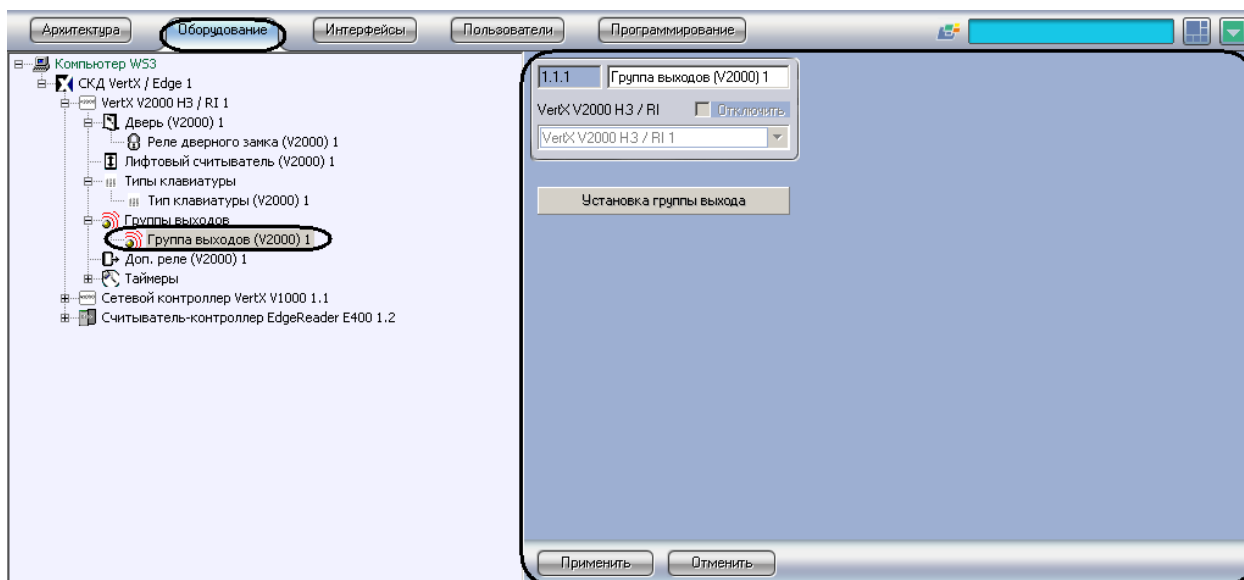 Архитектура Оборудование Интерфейсы Пользователи Программирование
Компьютер WS3
СКД VertX / Edge 1
VertX V2000 H3 / RI 1
Дверь (V2000) 1
Реле дверного замка (V2000) 1
Лифтовый считыватель (V2000) 1
Типы клавиатуры
Тип клавиатуры (V2000) 1
Группы выходов
Группа выходов (V2000) 1
Доп. реле (V2000) 1
Таймеры
Сетевой контроллер VertX V1000 1.1
Считыватель-контроллер EdgeReader E400 1.2
1.1.1 Группа выходов (V2000) 1
VertX V2000 H3 / RI Отключить
VertX V2000 H3 / RI 1
Установка группы выхода
Применить Отменить